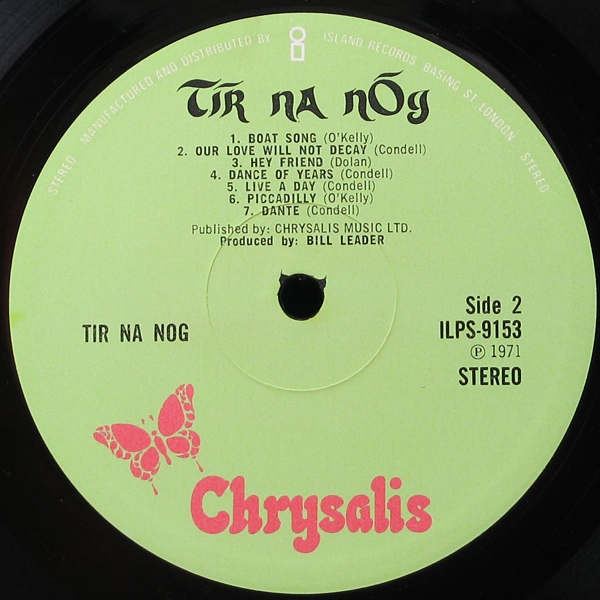 STEREO MANUFACTURED AND DISTRIBUTED BY ISLAND RECORDS BASING ST LONDON STEREO
TÍR NA NÓG
1. BOAT SONG (O'Kelly)
2. OUR LOVE WILL NOT DECAY (Condell)
3. HEY FRIEND (Dolan)
4. DANCE OF YEARS (Condell)
5. LIVE A DAY (Condell)
6. PICCADILLY (O'Kelly)
7. DANTE (Condell)
Published by: CHRYSALIS MUSIC LTD.
Produced by: BILL LEADER
TIR NA NOG
Side 2
ILPS-9153
℗ 1971
STEREO
Chrysalis